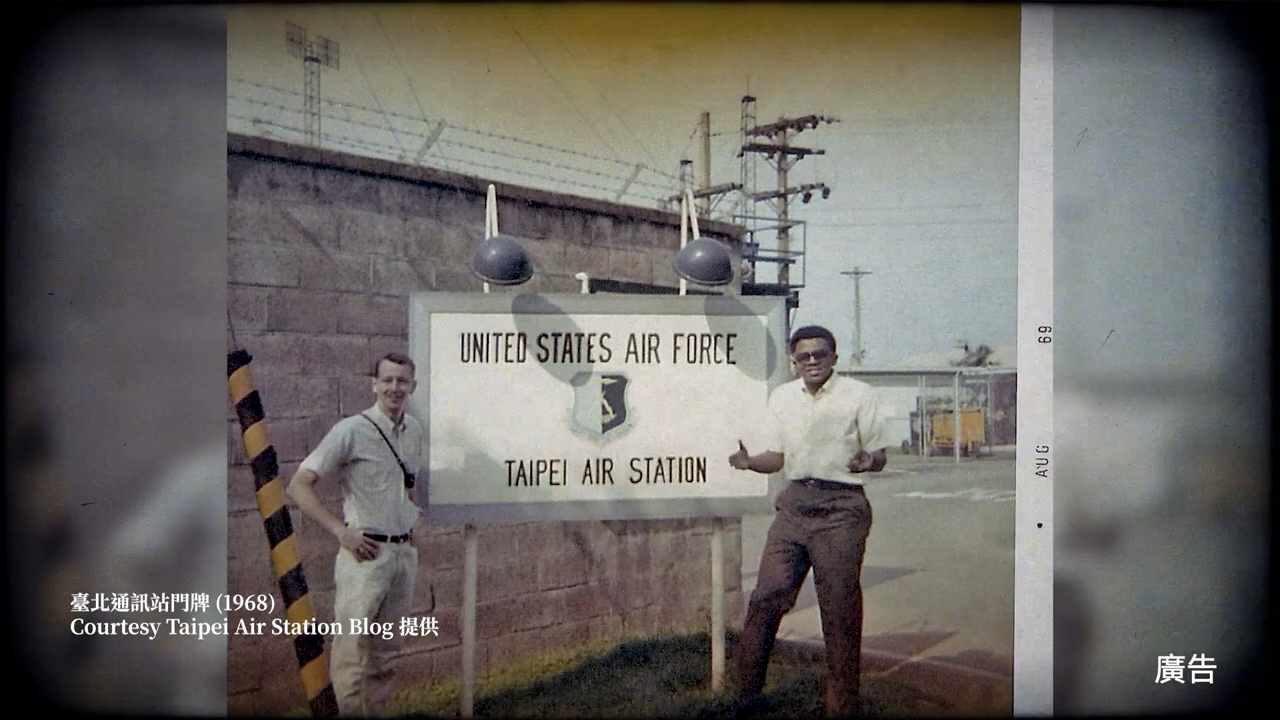 UNITED STATES AIR FORCE
TAIPEI AIR STATION
AUG 69
臺北通訊站門牌 (1968)
Courtesy Taipei Air Station Blog 提供
廣告